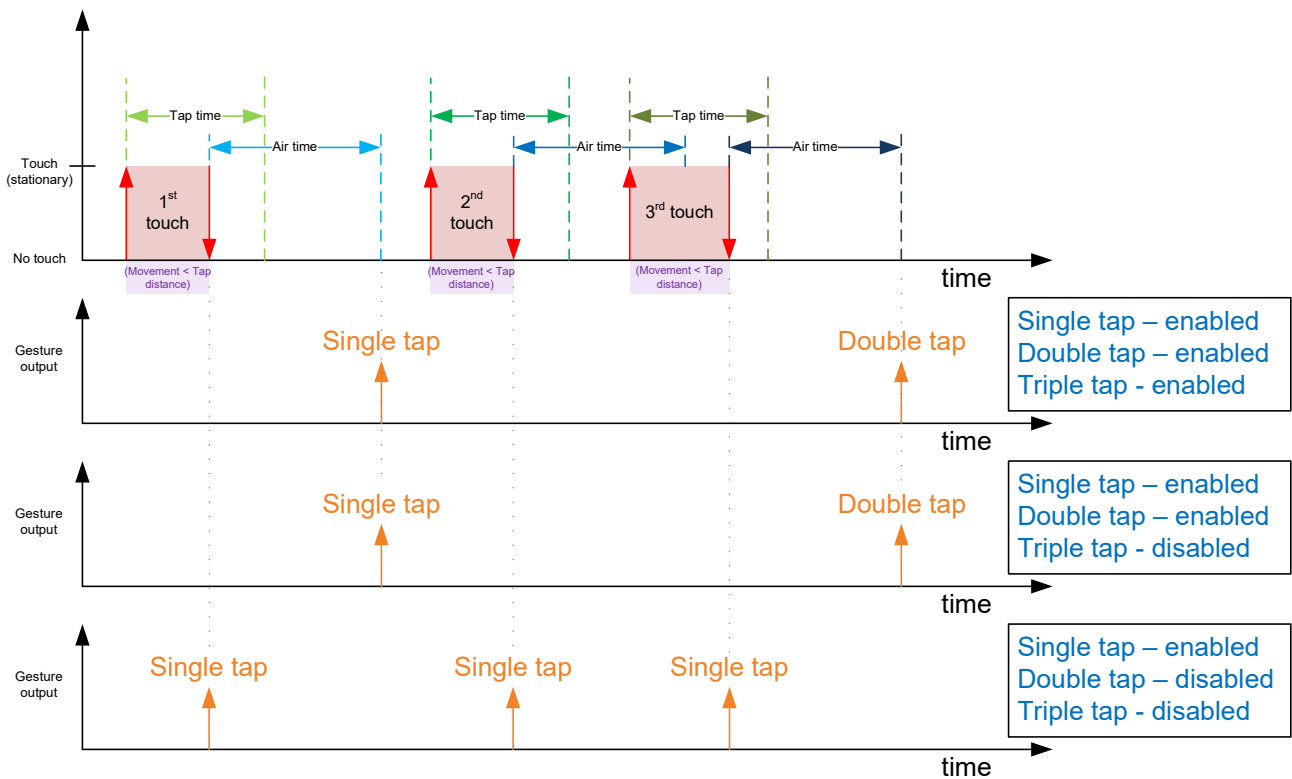 Tap time
Tap time
Tap time
Air time
Air time
Air time
Touch
(stationary)
1st
touch
2nd
touch
3rd touch
No touch
(Movement < Tap
distance)
(Movement < Tap
distance)
(Movement < Tap
distance)
time
Gesture
output
Single tap
Double tap
time
Single tap – enabled
Double tap – enabled
Triple tap - enabled
Gesture
output
Single tap
Double tap
time
Single tap – enabled
Double tap – enabled
Triple tap - disabled
Gesture
output
Single tap
Single tap
Single tap
time
Single tap – enabled
Double tap – disabled
Triple tap - disabled